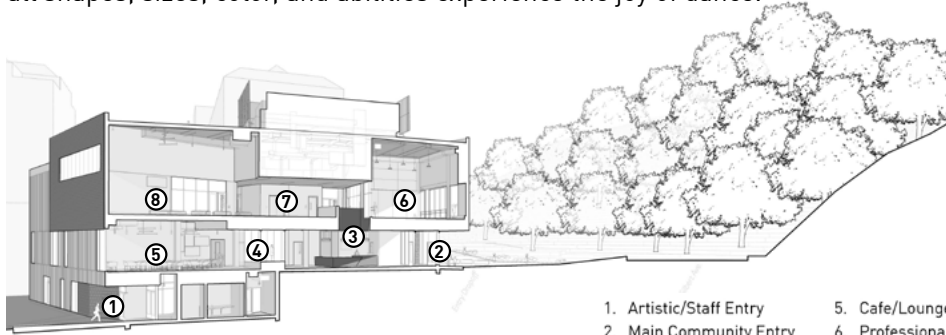 all shapes, sizes, color, and abilities experience the joy of dance.
8
7
6
3
5
4
2
1
1. Artistic/Staff Entry
5. Cafe/Lounge
2. Main Community Entry
6. Professional